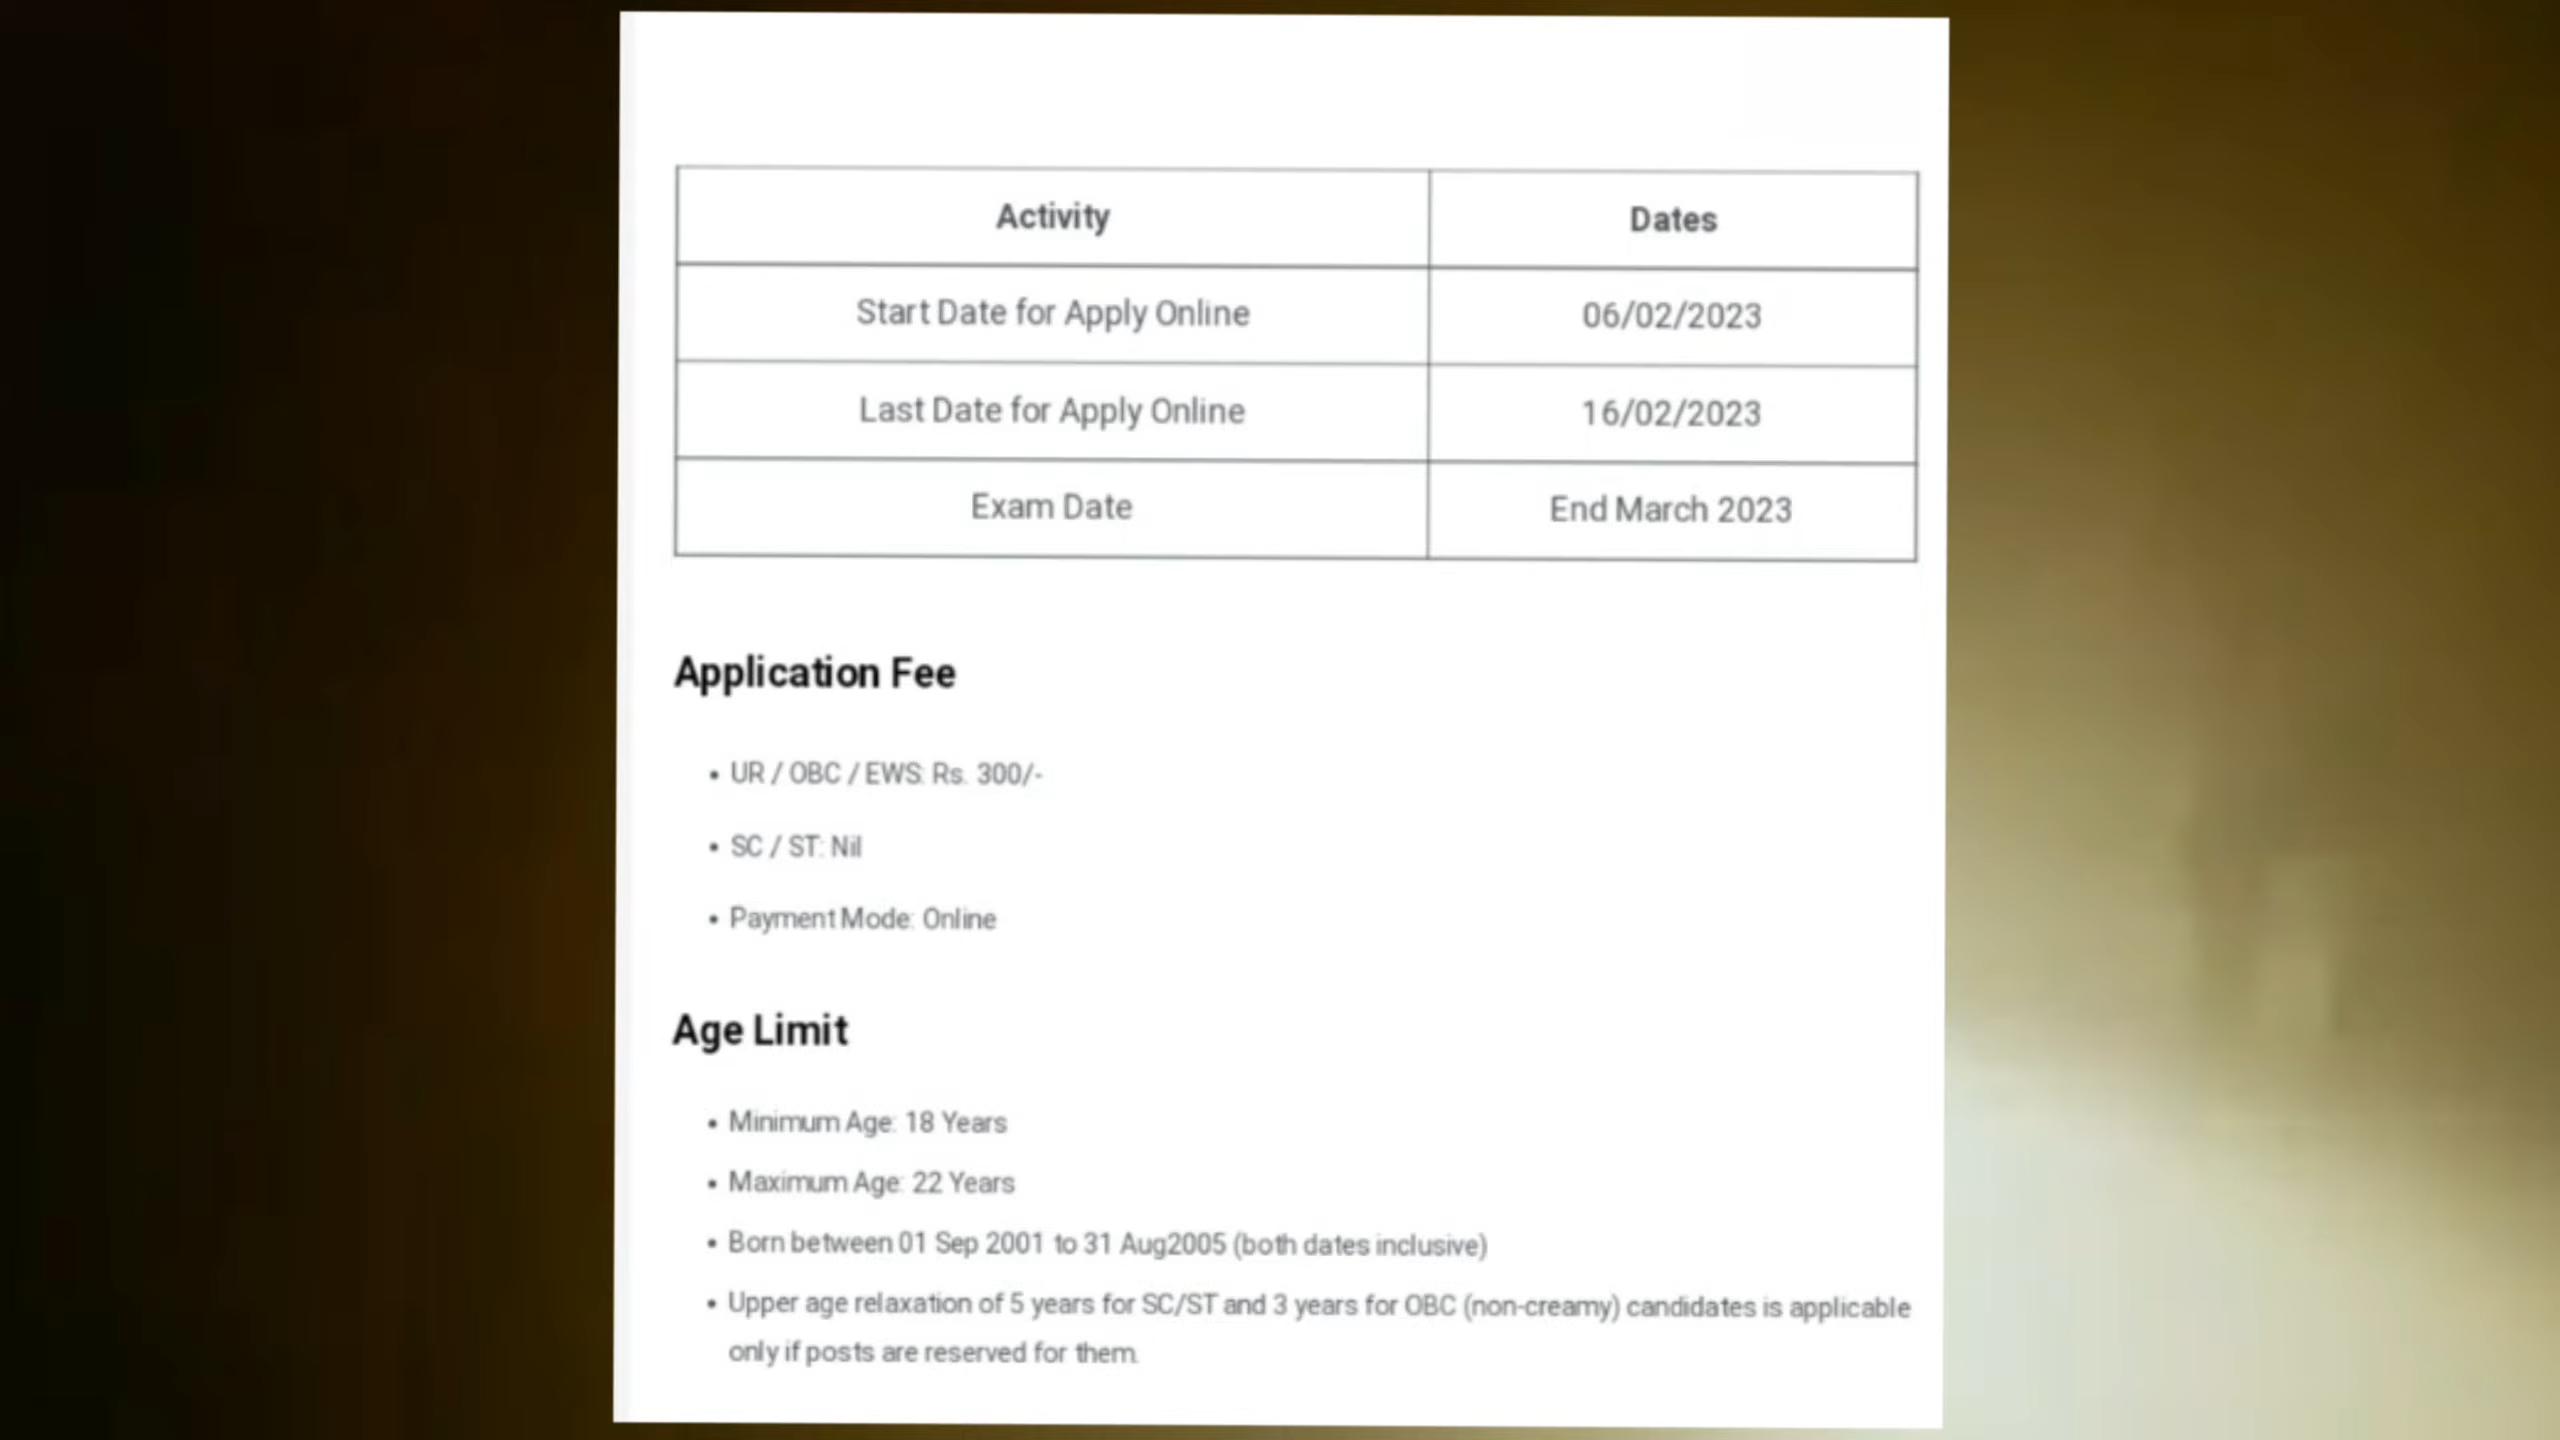 Activity Dates
Start Date for Apply Online 06/02/2023
Last Date for Apply Online 16/02/2023
Exam Date End March 2023
Application Fee
• UR / OBC / EWS: Rs. 300/-
• SC / ST: Nil
• Payment Mode: Online
Age Limit
• Minimum Age: 18 Years
• Maximum Age: 22 Years
• Born between 01 Sep 2001 to 31 Aug2005 (both dates inclusive)
• Upper age relaxation of 5 years for SC/ST and 3 years for OBC (non-creamy) candidates is applicable
only if posts are reserved for them.